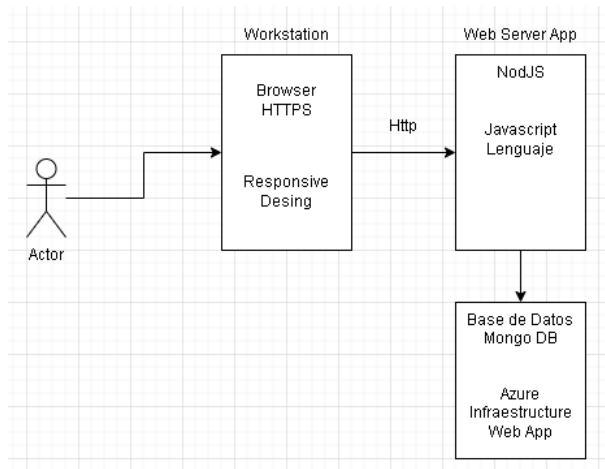 Workstation
Web Server App
Browser
HTTPS
Responsive
Desing
Http
NodJS
Javascript
Lenguaje
Actor
Base de Datos
Mongo DB
Azure
Infraestructure
Web App